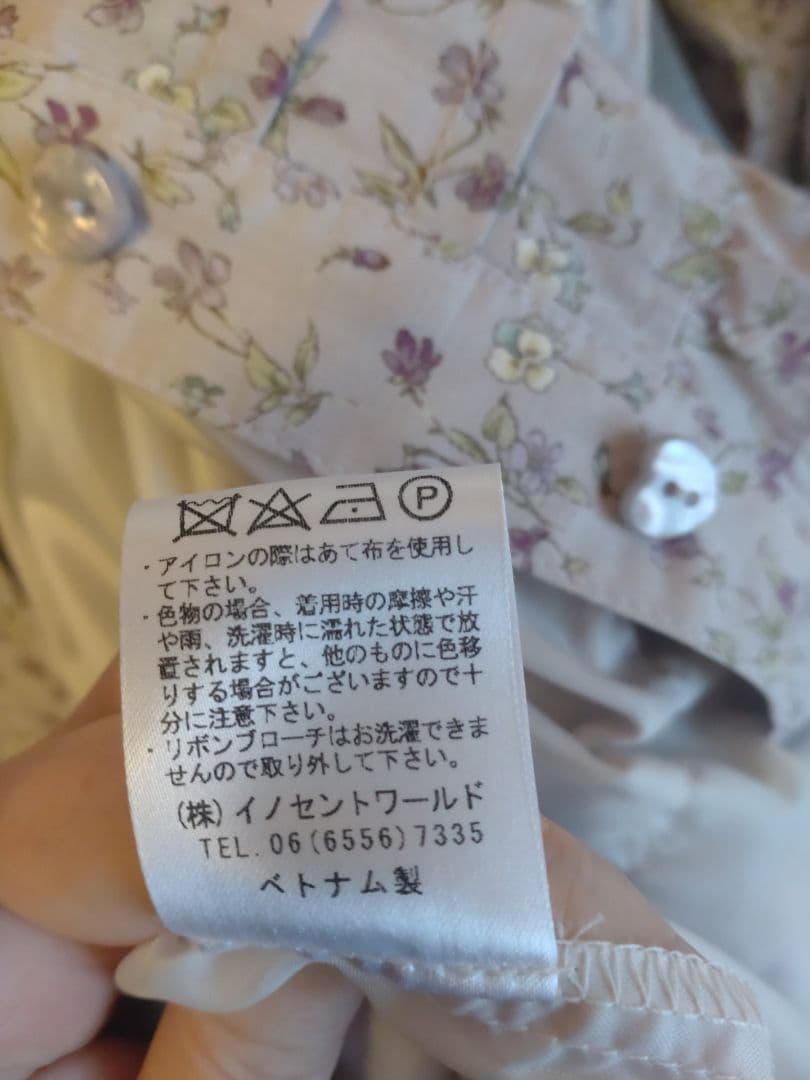 P
・アイロンの際はあて布を使用し
て下さい。
・色物の場合、着用時の摩擦や汗
や雨、洗濯時に濡れた状態で放
置されますと、他のものに色移
りする場合がございますので十
分に注意下さい。
・リボンブローチはお洗濯できま
せんので取り外して下さい。
(株)イノセントワールド
TEL.06(6556)7335
ベトナム製